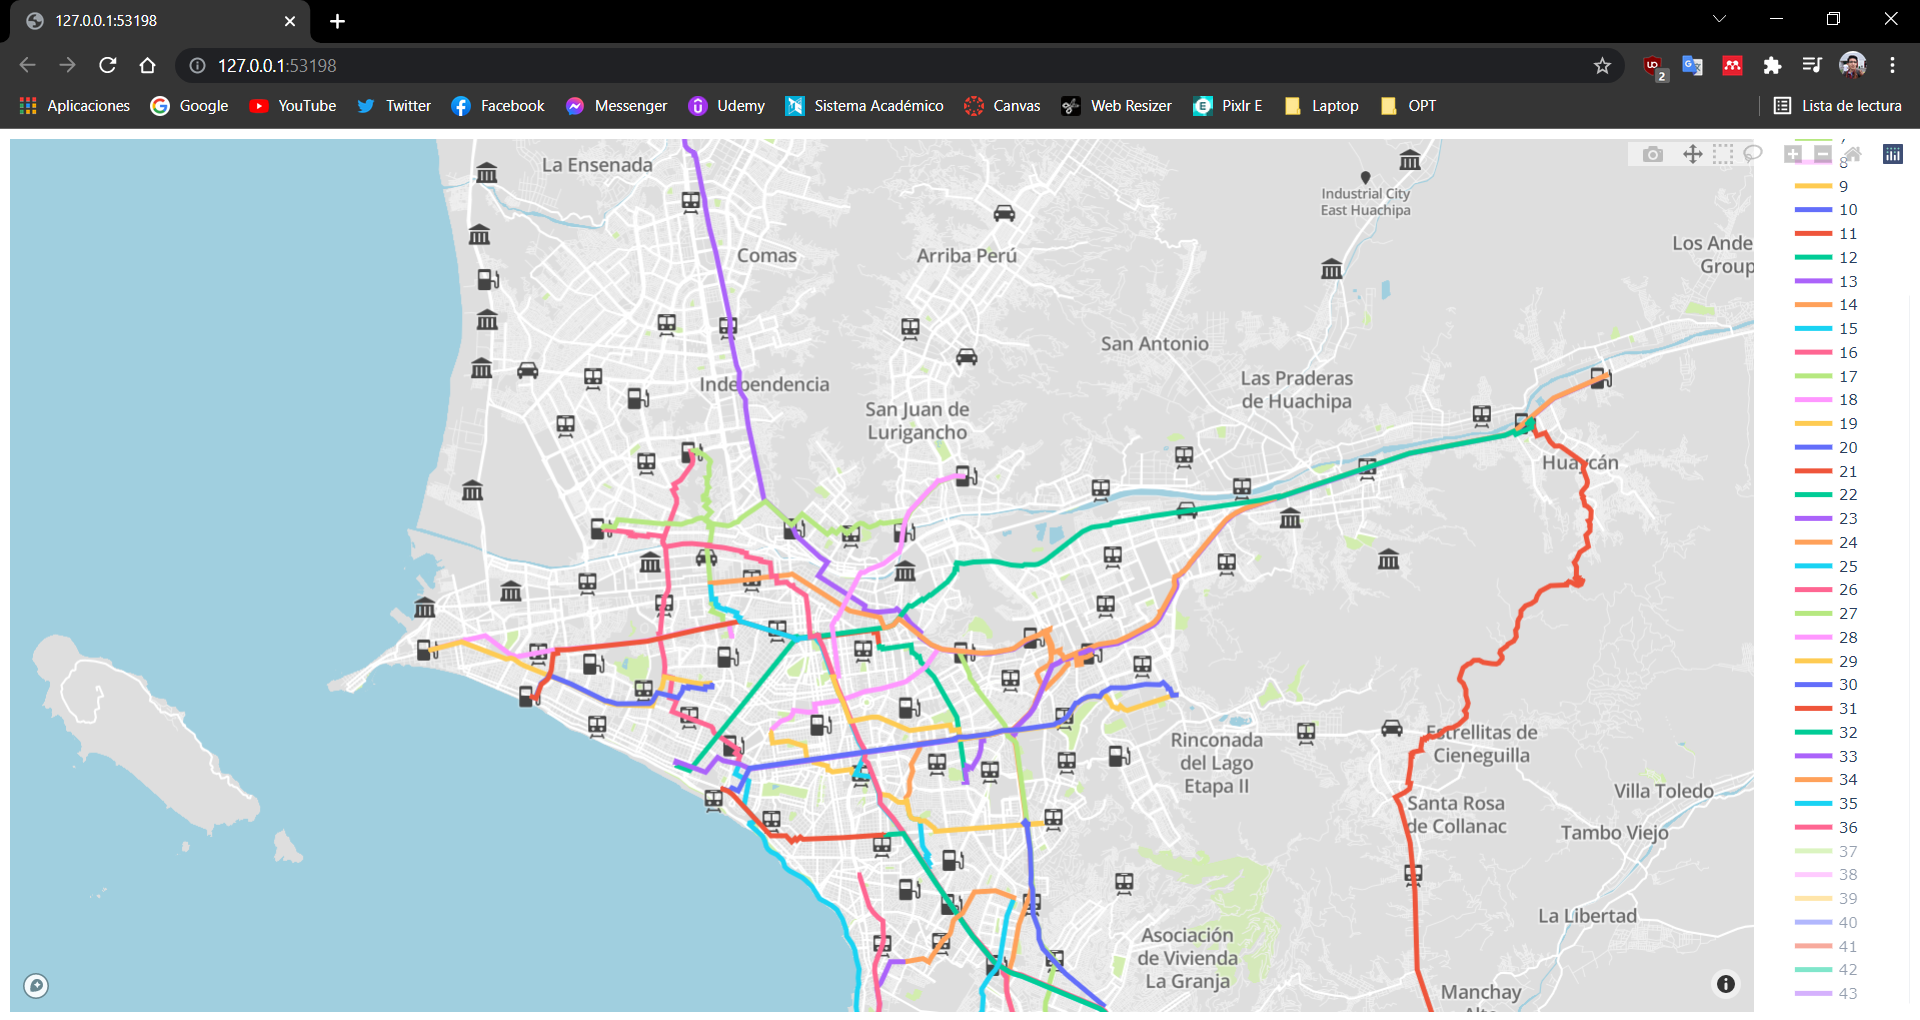 127.0.0.1:53198
127.0.0.1:53198
2
Aplicaciones
Google
YouTube
Twitter
Facebook
Messenger
Udemy
Sistema Académico
Canvas
Web Resizer
Pixlr E
Laptop
OPT
Lista de lectura
La Ensenada
Industrial City
East Huachipa
Comas
Arriba Perú
Los Ande
Group
San Antonio
Independencia
Las Praderas
de Huachipa
San Juan de
Lurigancho
Huaycán
Rinconada
del Lago
Etapa II
Estrellitas de
Cieneguilla
Santa Rosa
de Collanac
Villa Toledo
Tambo Viejo
La Libertad
Asociación
de Vivienda
La Granja
Manchay
Alto
7
8
9
10
11
12
13
14
15
16
17
18
19
20
21
22
23
24
25
26
27
28
29
30
31
32
33
34
35
36
37
38
39
40
41
42
43